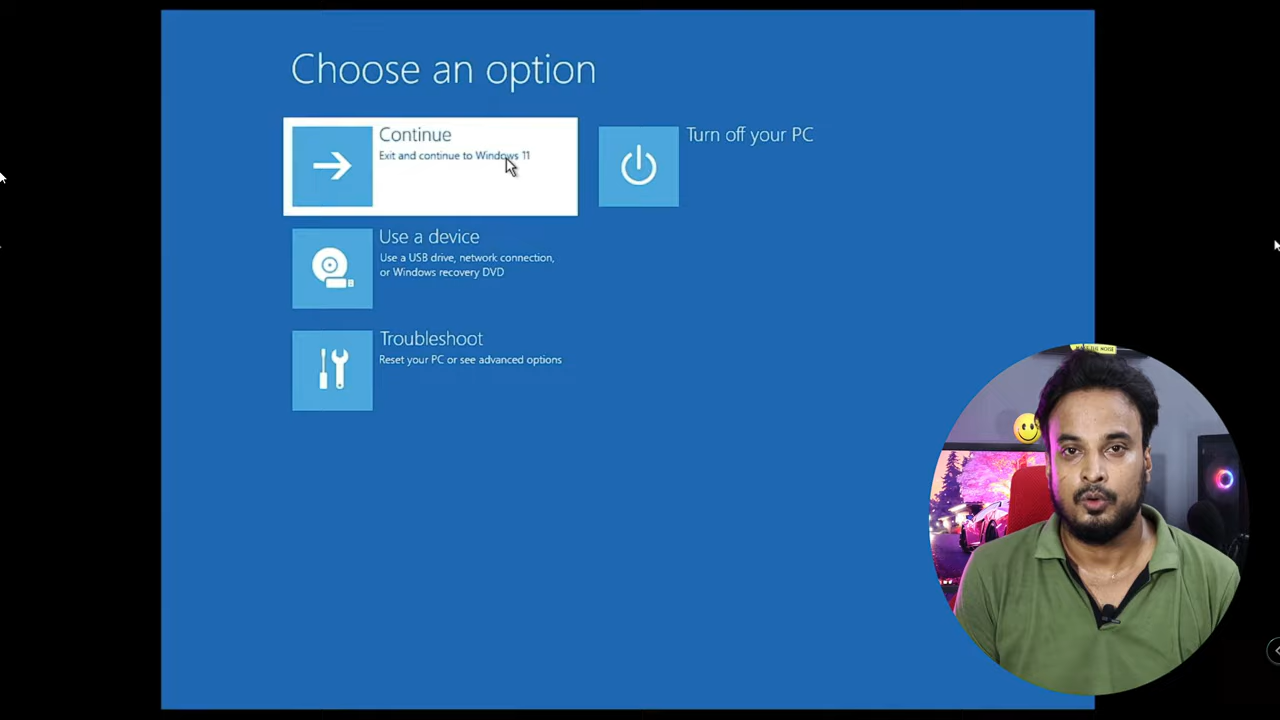 Choose an option
Continue
Exit and continue to Windows 11
Turn off your PC
Use a device
Use a USB drive, network connection,
or Windows recovery DVD
Troubleshoot
Reset your PC or see advanced options